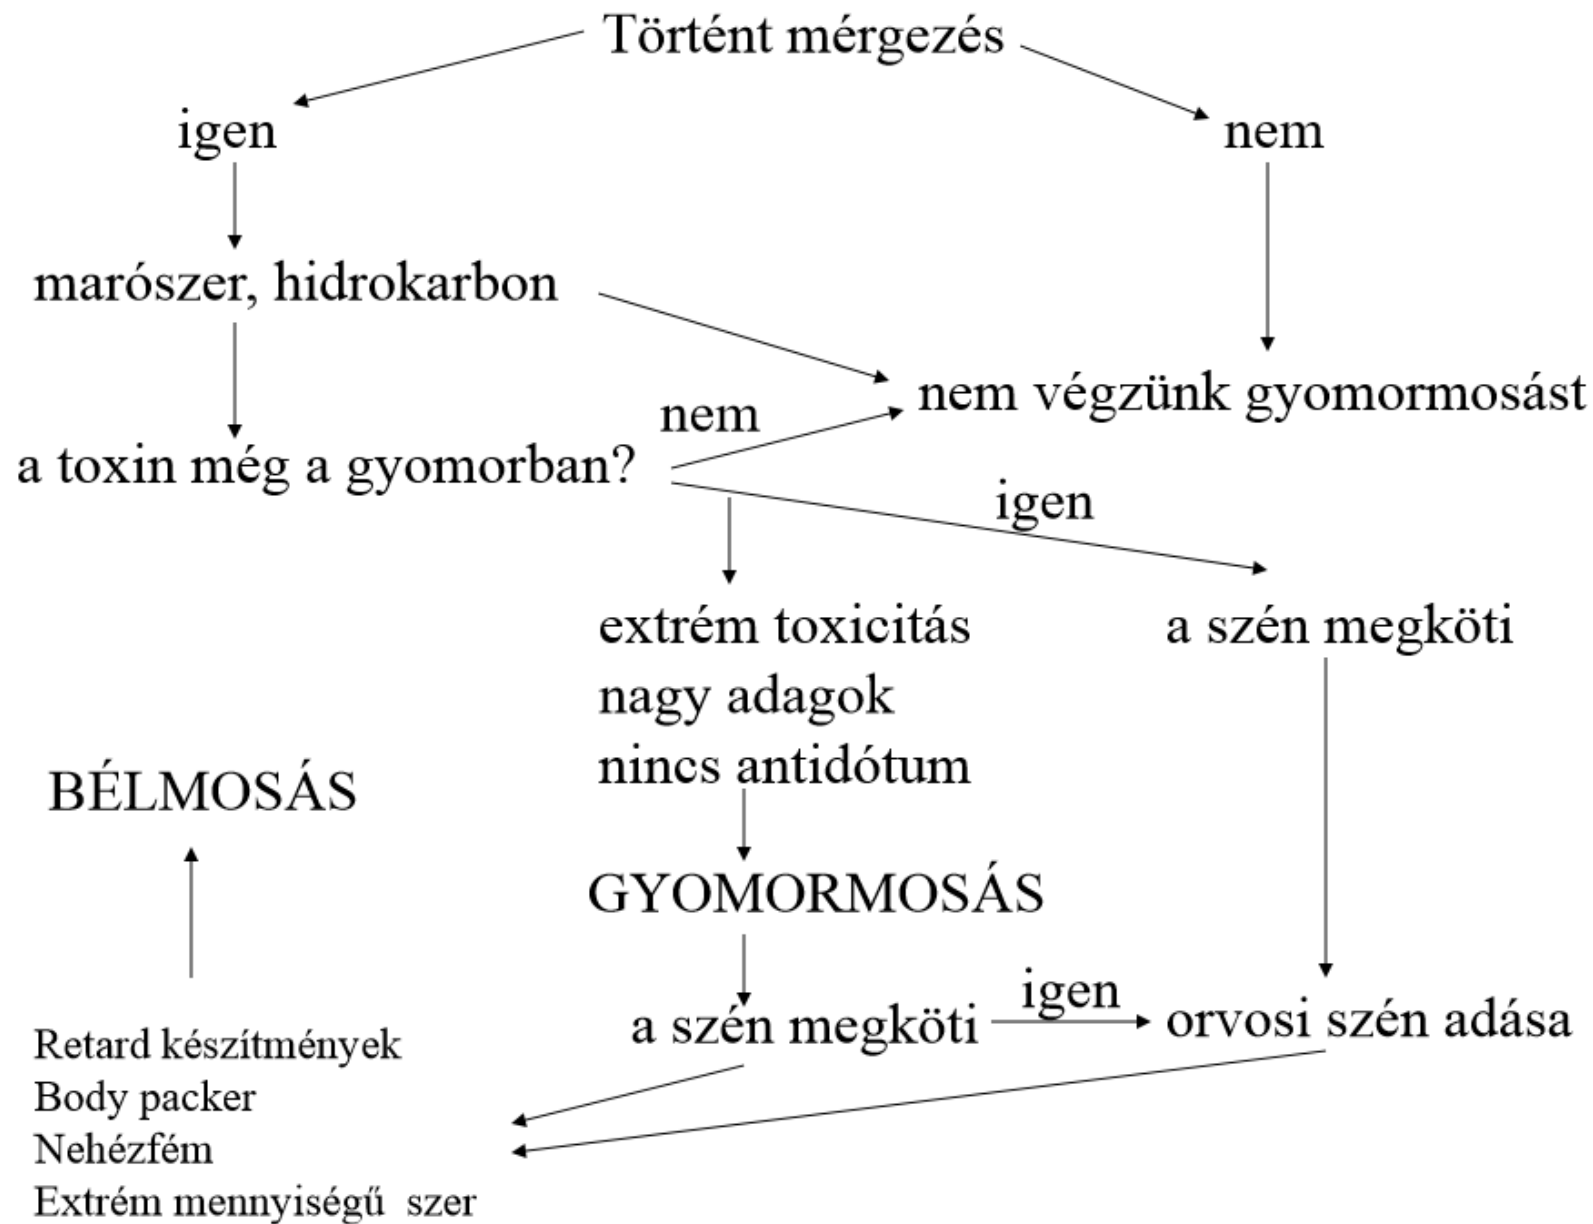 Történt mérgezés
igen
nem
marószer, hidrokarbon
nem végzünk gyomormosást
nem
a toxin még a gyomorban?
igen
extrém toxicitás
a szén megköti
nagy adagok
nincs antidótum
BÉLMOSÁS
GYOMORMOSÁS
igen
a szén megköti
orvosi szén adása
Retard készítmények
Body packer
Nehézfém
Extrém mennyiségű szer